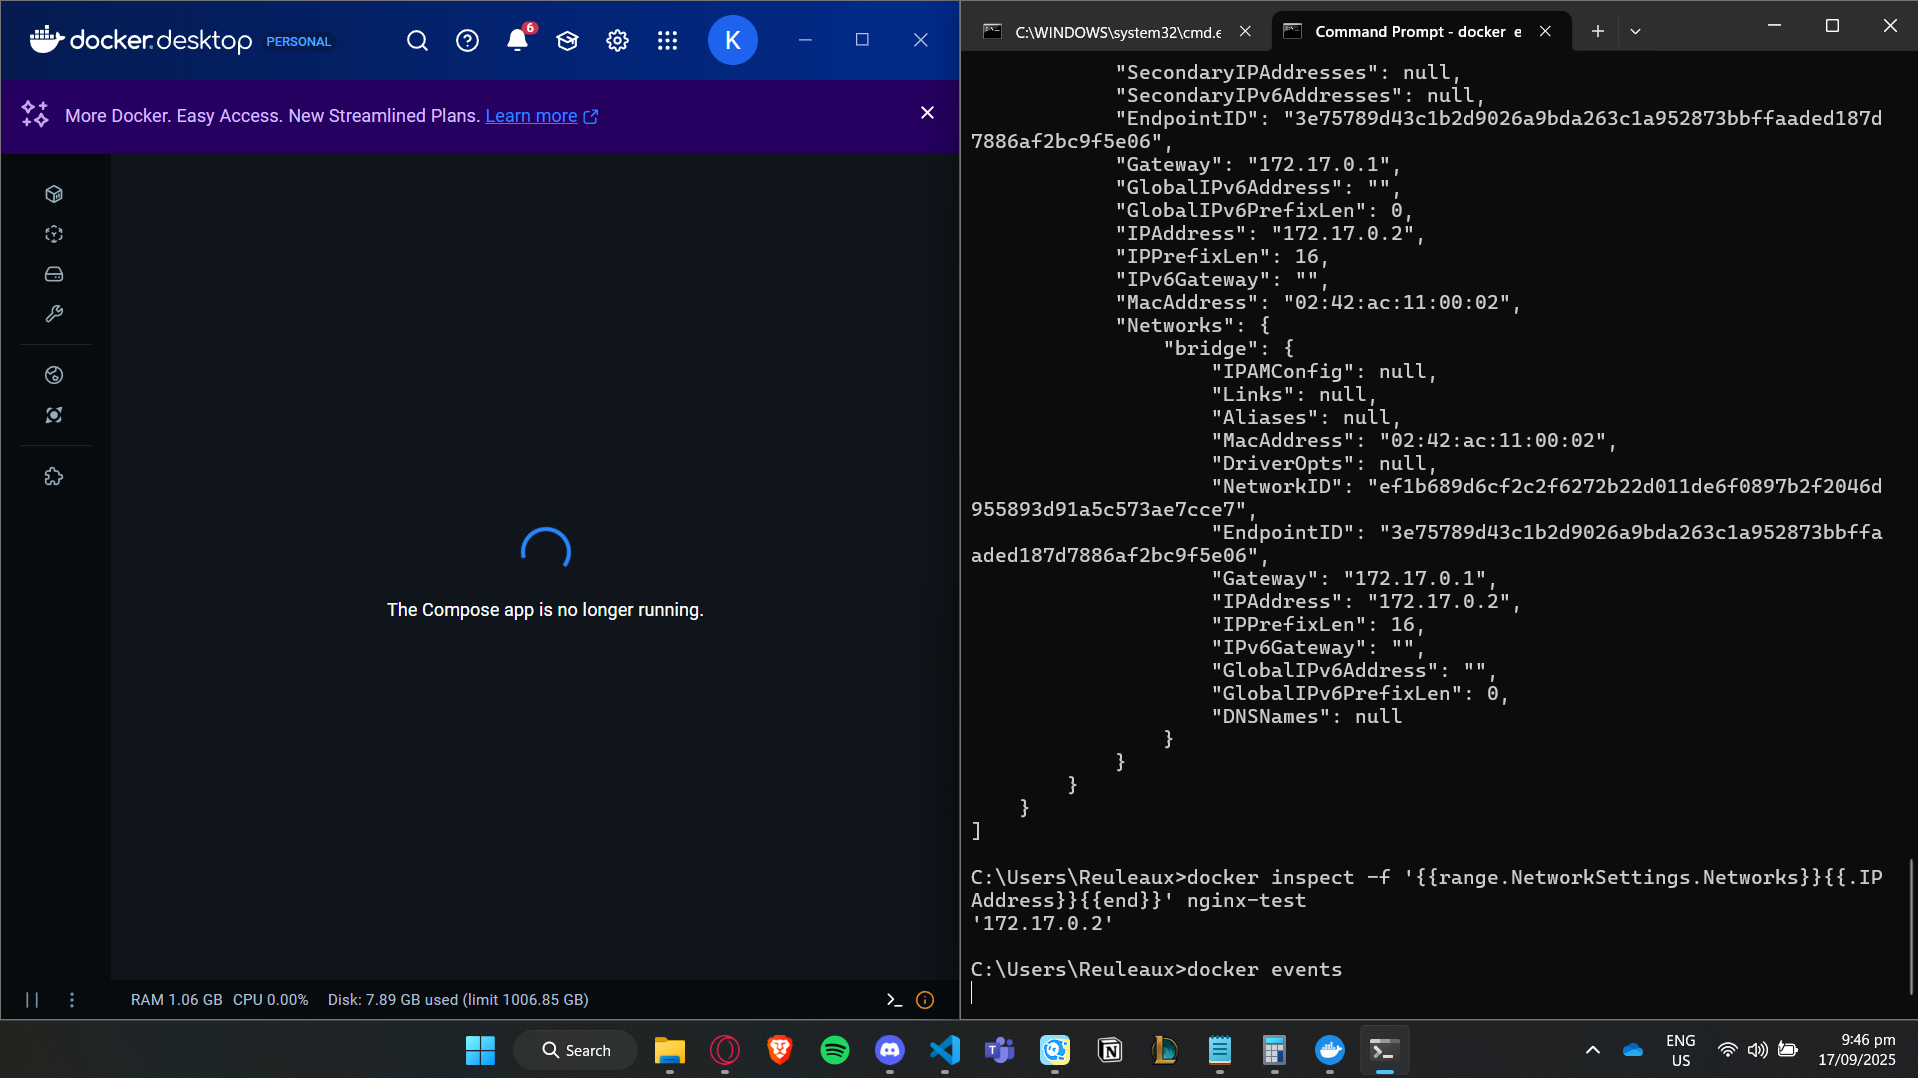 docker.desktop PERSONAL
6
K
More Docker. Easy Access. New Streamlined Plans. Learn more
The Compose app is no longer running.
RAM 1.06 GB CPU 0.00% Disk: 7.89 GB used (limit 1006.85 GB)
C:\WINDOWS\system32\cmd.e
Command Prompt - docker e
"SecondaryIPAddresses": null,
"SecondaryIPv6Addresses": null,
"EndpointID": "3e75789d43c1b2d9026a9bda263c1a952873bbffaaded187d
7886af2bc9f5e06",
"Gateway": "172.17.0.1",
"GlobalIPv6Address": "",
"GlobalIPv6PrefixLen": 0,
"IPAddress": "172.17.0.2",
"IPPrefixLen": 16,
"IPv6Gateway": "",
"MacAddress": "02:42:ac:11:00:02",
"Networks": {
"bridge": {
"IPAMConfig": null,
"Links": null,
"Aliases": null,
"MacAddress": "02:42:ac:11:00:02",
"DriverOpts": null,
"NetworkID": "ef1b689d6cf2c2f6272b22d011de6f0897b2f2046d
955893d91a5c573ae7cce7",
"EndpointID": "3e75789d43c1b2d9026a9bda263c1a952873bbffa
aded187d7886af2bc9f5e06",
"Gateway": "172.17.0.1",
"IPAddress": "172.17.0.2",
"IPPrefixLen": 16,
"IPv6Gateway": "",
"GlobalIPv6Address": "",
"GlobalIPv6PrefixLen": 0,
"DNSNames": null
}
}
}
}
]
C:\Users\Reuleaux>docker inspect -f '{{range.NetworkSettings.Networks}}{{.IP
Address}}{{end}}' nginx-test
'172.17.0.2'
C:\Users\Reuleaux>docker events
Search
ENG
US
9:46 pm
17/09/2025